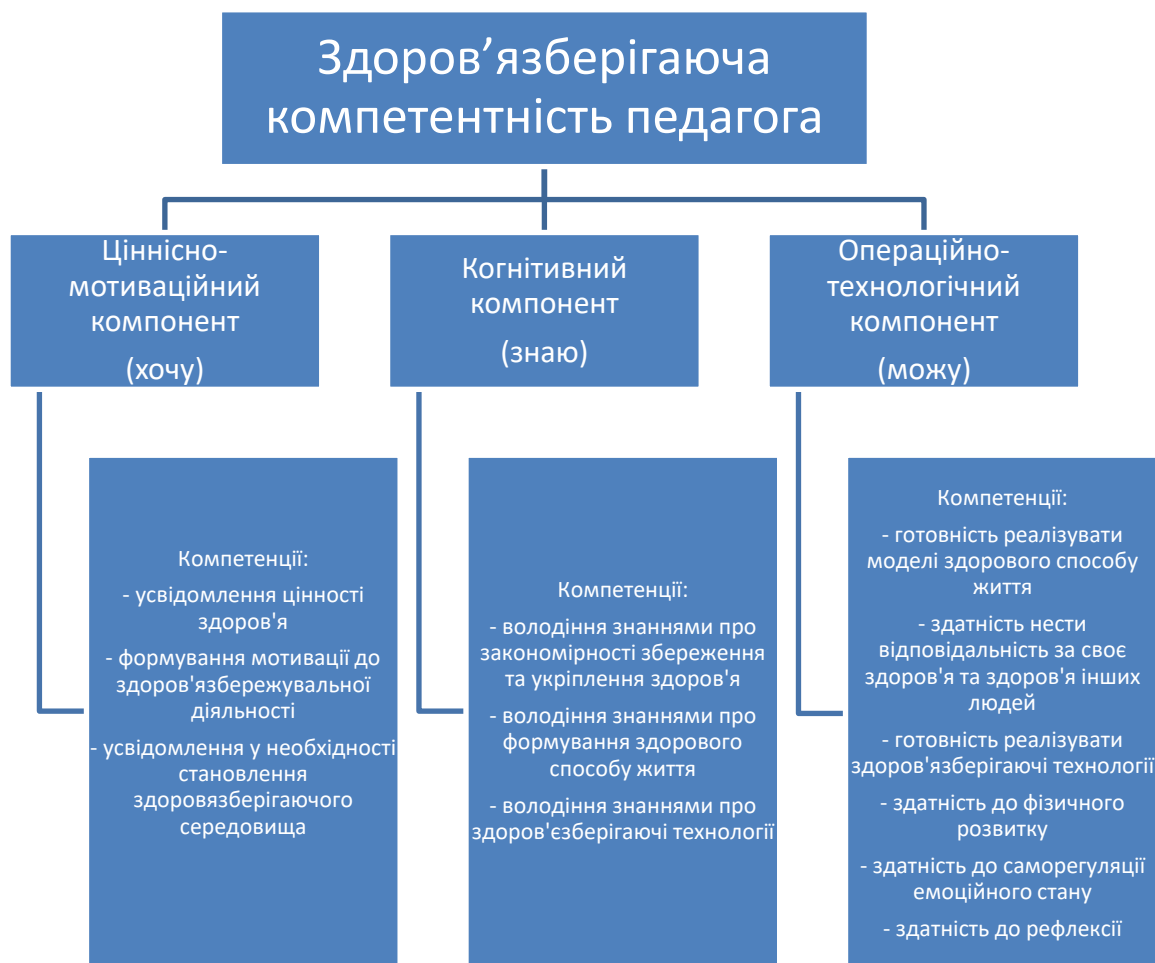 Здоров’язберігаюча
компетентність педагога
Ціннісно-
мотиваційний
компонент
(хочу)
Когнітивний
компонент
(знаю)
Операційно-
технологічний
компонент
(можу)
Компетенції:
- усвідомлення цінності
здоров'я
- формування мотивації до
здоров'язбережувальної
діяльності
- усвідомлення у необхідності
становлення
здоровязберігаючого
середовища
Компетенції:
- володіння знаннями про
закономірності збереження
та укріплення здоров'я
- володіння знаннями про
формування здорового
способу життя
- володіння знаннями про
здоров'єзберігаючі технології
Компетенції:
- готовність реалізувати
моделі здорового способу
життя
- здатність нести
відповідальність за своє
здоров'я та здоров'я інших
людей
- готовність реалізувати
здоров'язберігаючі технології
- здатність до фізичного
розвитку
- здатність до саморегуляції
емоційного стану
- здатність до рефлексії